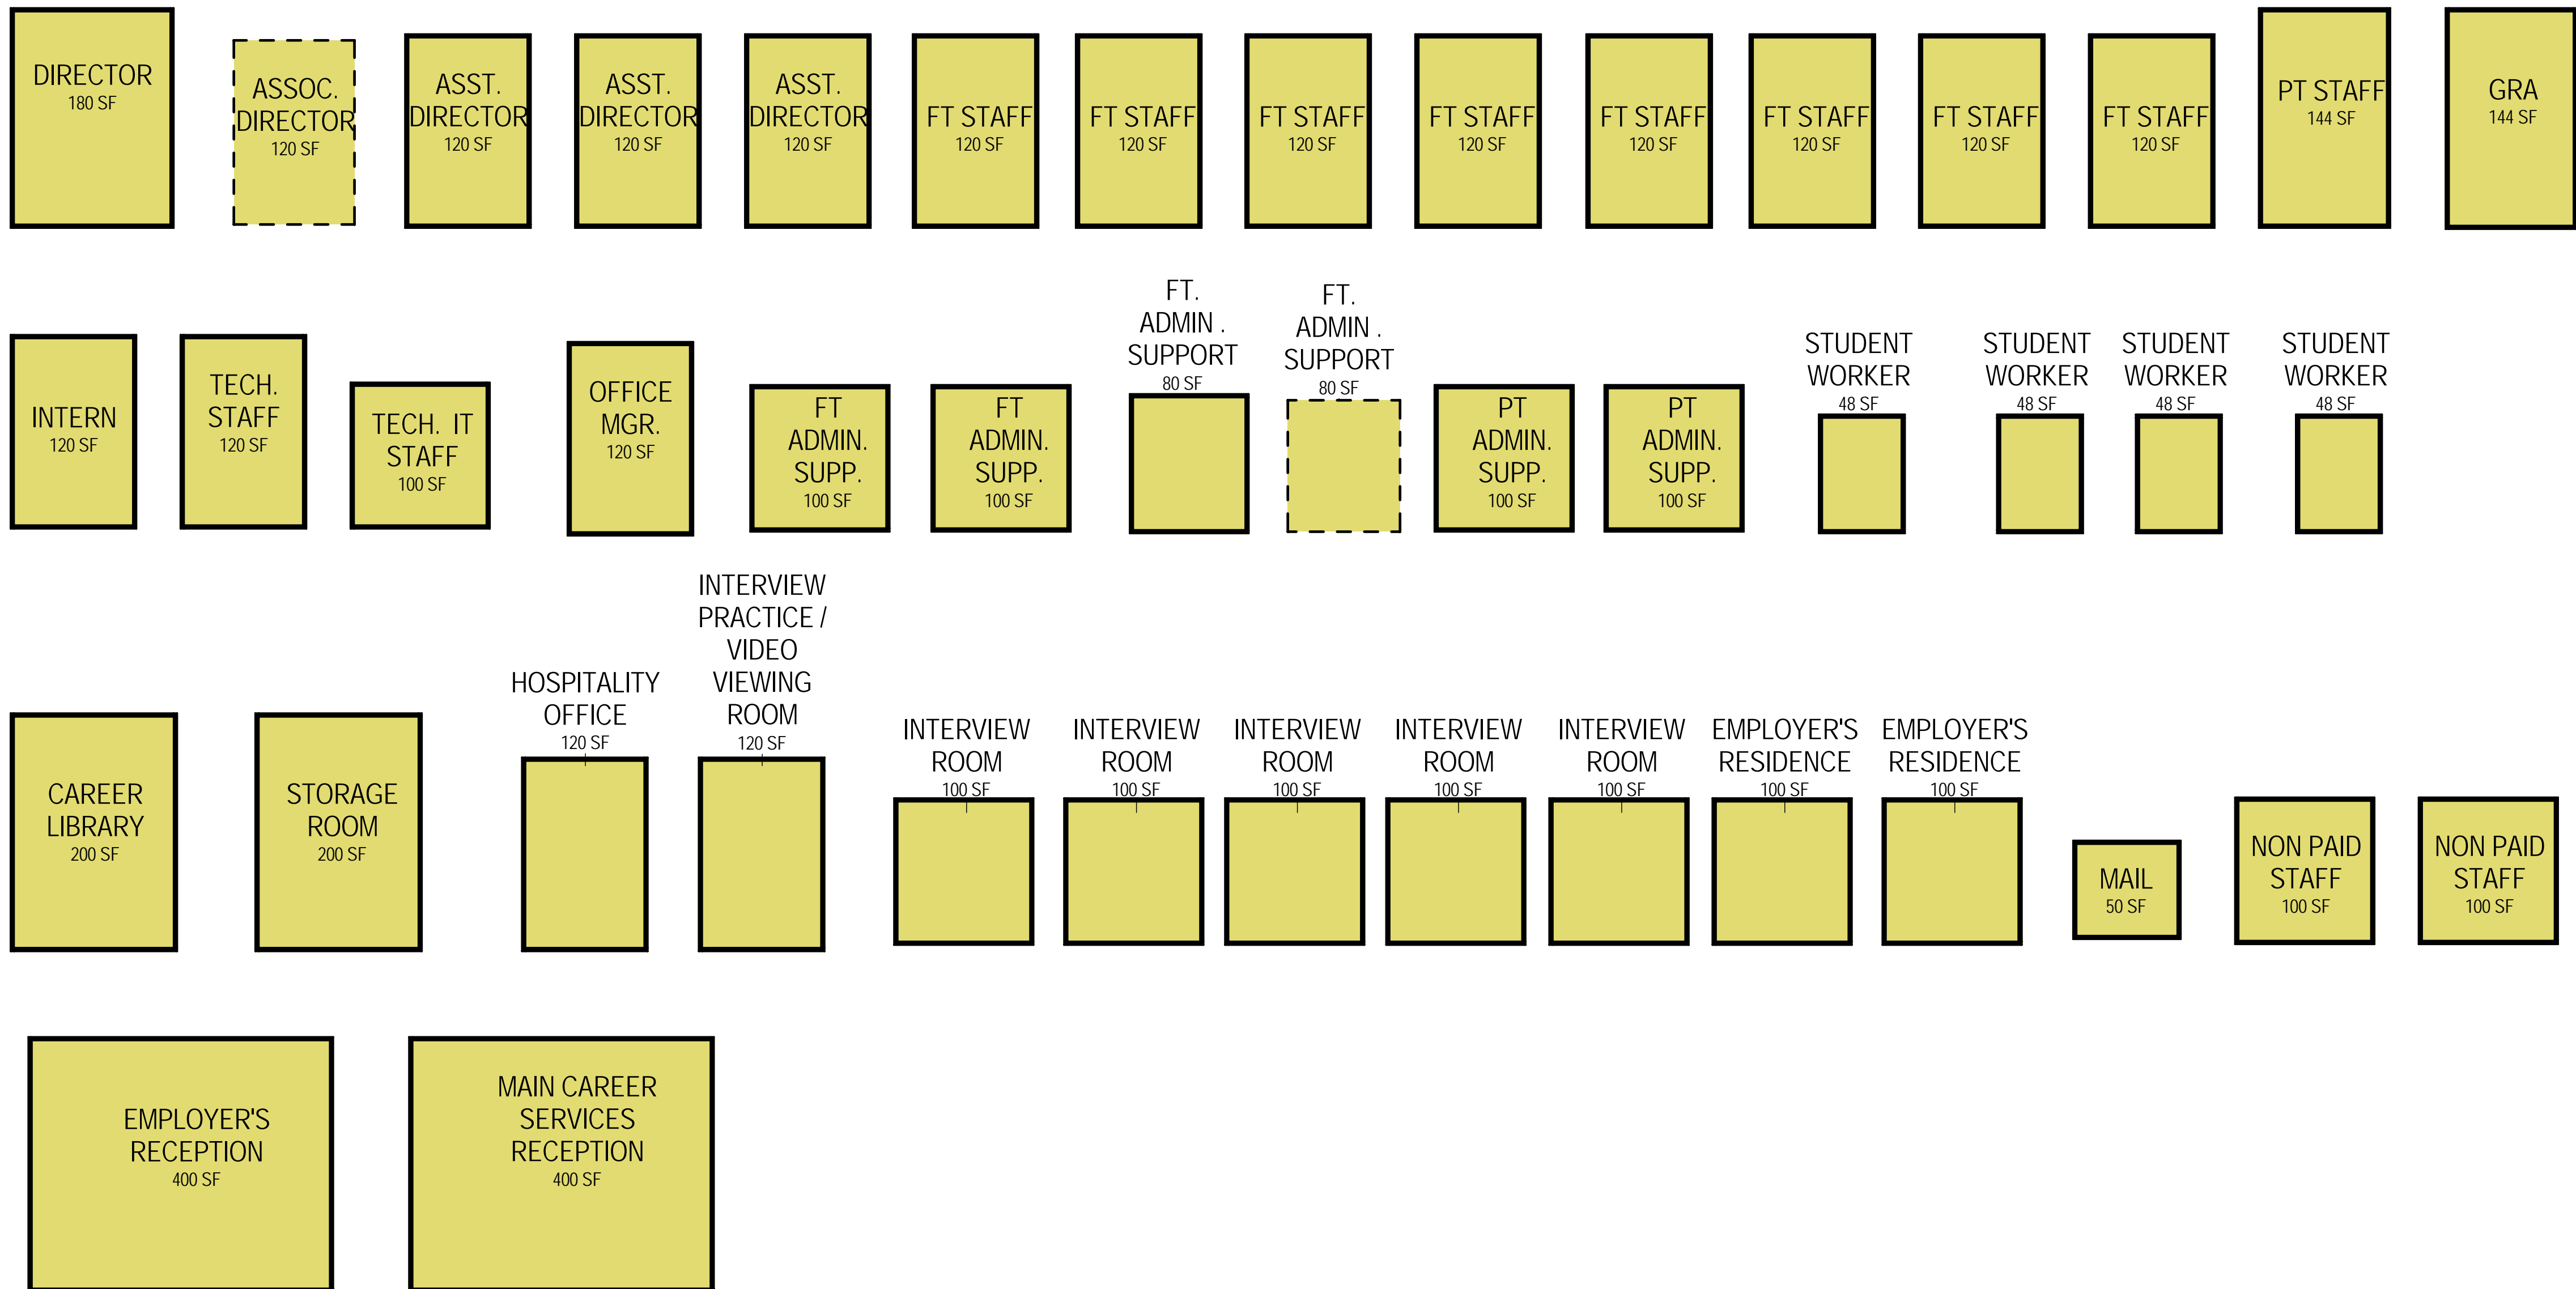 DIRECTOR
180 SF
ASSOC.
DIRECTOR
120 SF
ASST.
DIRECTOR
120 SF
ASST.
DIRECTOR
120 SF
ASST.
DIRECTOR
120 SF
FT STAFF
120 SF
FT STAFF
120 SF
FT STAFF
120 SF
FT STAFF
120 SF
FT STAFF
120 SF
FT STAFF
120 SF
FT STAFF
120 SF
FT STAFF
120 SF
PT STAFF
144 SF
GRA
144 SF
INTERN
120 SF
TECH.
STAFF
120 SF
TECH. IT
STAFF
100 SF
OFFICE
MGR.
120 SF
FT
ADMIN.
SUPP.
100 SF
FT
ADMIN.
SUPP.
100 SF
FT.
ADMIN .
SUPPORT
80 SF
FT.
ADMIN .
SUPPORT
80 SF
PT
ADMIN.
SUPP.
100 SF
PT
ADMIN.
SUPP.
100 SF
STUDENT
WORKER
48 SF
STUDENT
WORKER
48 SF
STUDENT
WORKER
48 SF
STUDENT
WORKER
48 SF
CAREER
LIBRARY
200 SF
STORAGE
ROOM
200 SF
HOSPITALITY
OFFICE
120 SF
INTERVIEW
PRACTICE /
VIDEO
VIEWING
ROOM
120 SF
INTERVIEW
ROOM
100 SF
INTERVIEW
ROOM
100 SF
INTERVIEW
ROOM
100 SF
INTERVIEW
ROOM
100 SF
INTERVIEW
ROOM
100 SF
EMPLOYER'S
RESIDENCE
100 SF
EMPLOYER'S
RESIDENCE
100 SF
MAIL
50 SF
NON PAID
STAFF
100 SF
NON PAID
STAFF
100 SF
EMPLOYER'S
RECEPTION
400 SF
MAIN CAREER
SERVICES
RECEPTION
400 SF